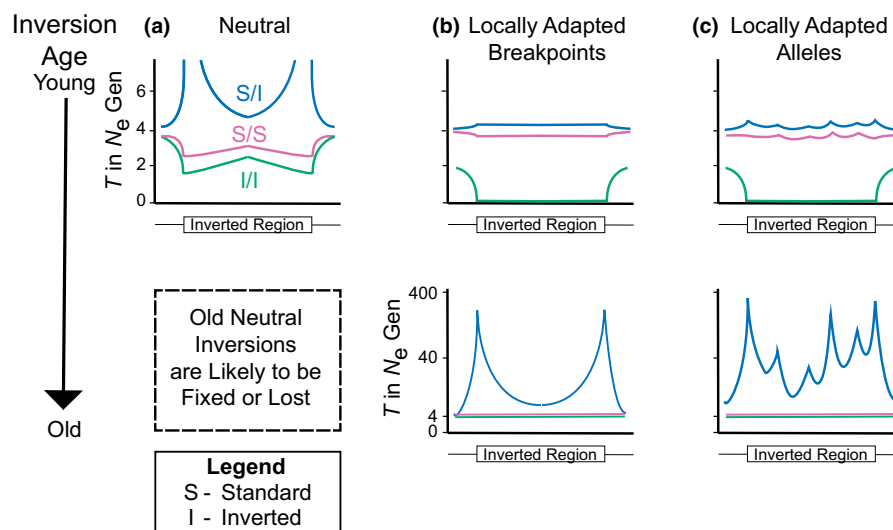 Inversion
Age
Young
Old
(a) Neutral
T in Ne Gen
6
4
2
0
S/I
S/S
I/I
Inverted Region
(b) Locally Adapted
Breakpoints
Inverted Region
(c) Locally Adapted
Alleles
Inverted Region
Old Neutral
Inversions
are Likely to be
Fixed or Lost
T in Ne Gen
400
40
4
0
Inverted Region
Inverted Region
Legend
S - Standard
I - Inverted